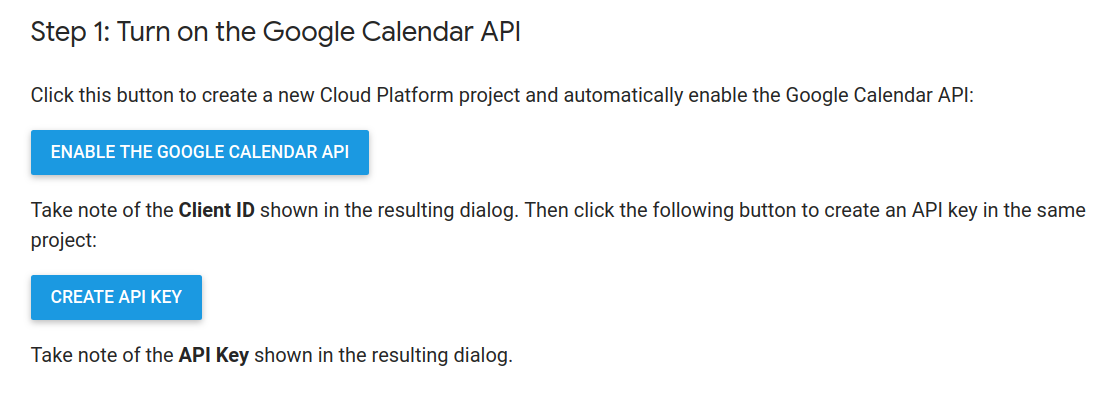 Step 1: Turn on the Google Calendar API
Click this button to create a new Cloud Platform project and automatically enable the Google Calendar API:
ENABLE THE GOOGLE CALENDAR API
Take note of the Client ID shown in the resulting dialog. Then click the following button to create an API key in the same
project:
CREATE API KEY
Take note of the API Key shown in the resulting dialog.